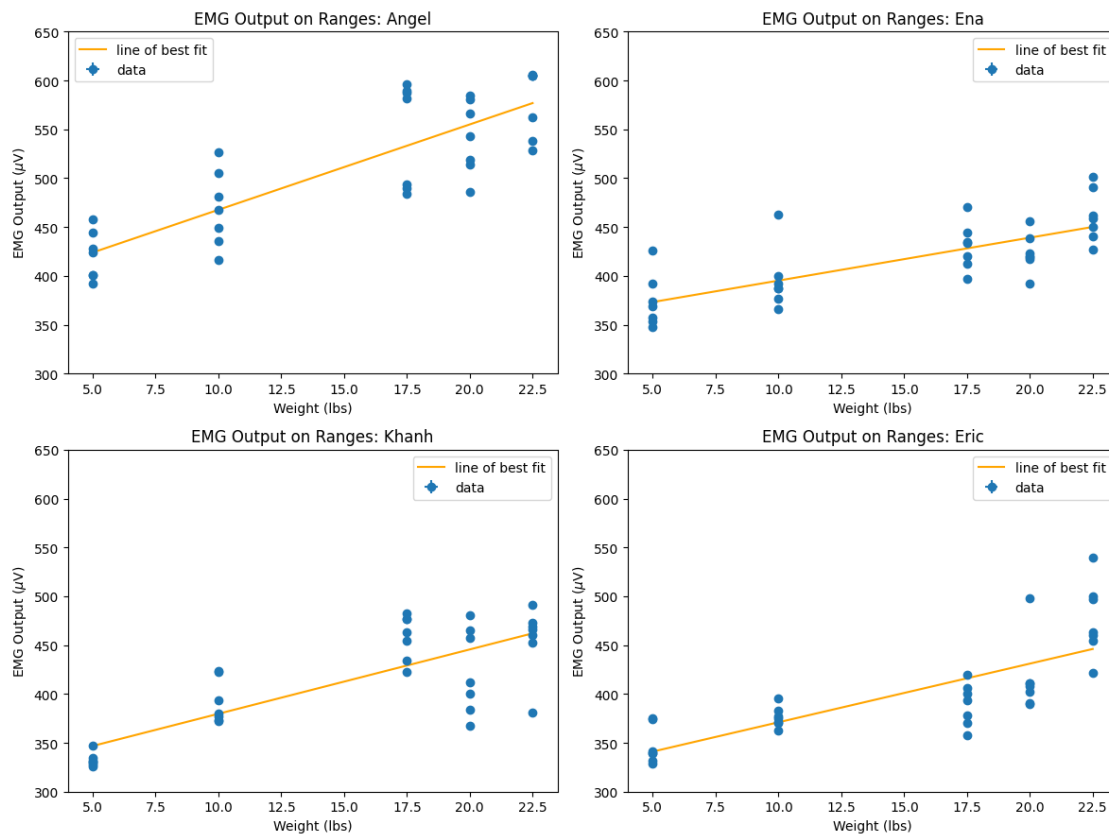 EMG Output on Ranges: Angel
650
600
550
500
450
400
350
300
EMG Output (μV)
line of best fit
data
5.0 7.5 10.0 12.5 15.0 17.5 20.0 22.5
Weight (lbs)
EMG Output on Ranges: Ena
650
600
550
500
450
400
350
300
EMG Output (μV)
line of best fit
data
5.0 7.5 10.0 12.5 15.0 17.5 20.0 22.5
Weight (lbs)
EMG Output on Ranges: Khanh
650
600
550
500
450
400
350
300
EMG Output (μV)
line of best fit
data
5.0 7.5 10.0 12.5 15.0 17.5 20.0 22.5
Weight (lbs)
EMG Output on Ranges: Eric
650
600
550
500
450
400
350
300
EMG Output (μV)
line of best fit
data
5.0 7.5 10.0 12.5 15.0 17.5 20.0 22.5
Weight (lbs)